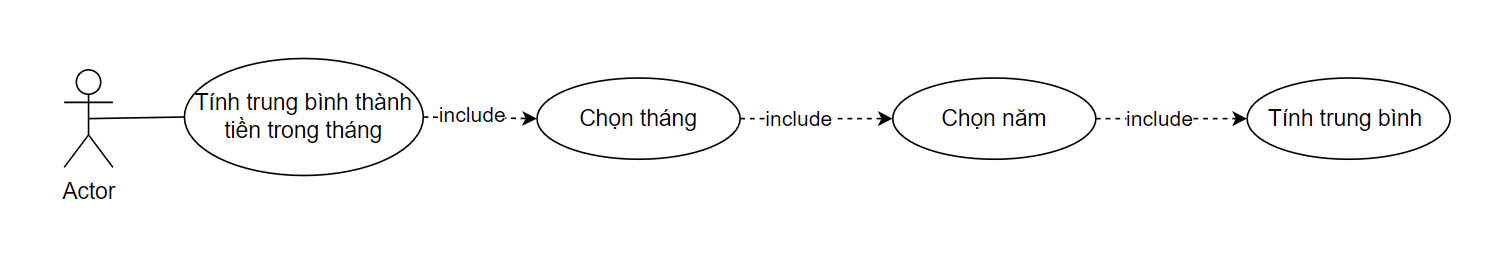 Tính trung bình thành
tiền trong tháng
include
Chọn tháng
include
Chọn năm
include
Tính trung bình
Actor